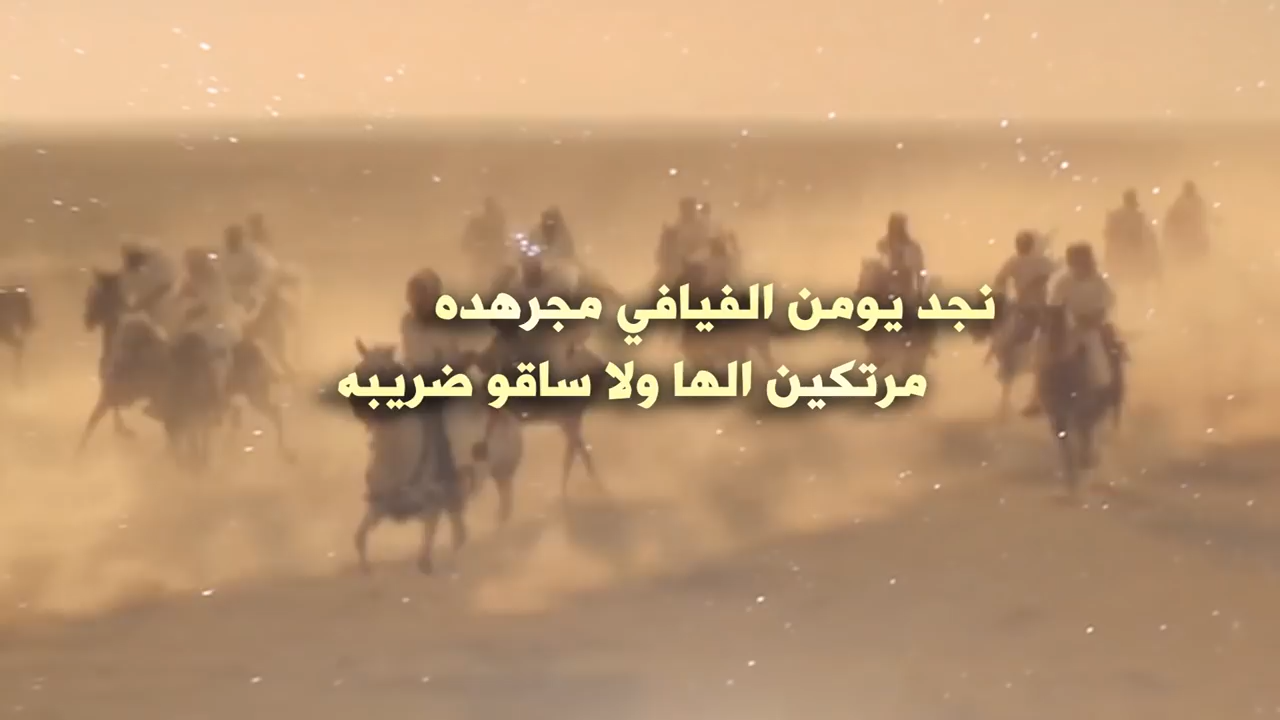 نجد يومن الفيافي مجرهده
مرتكين الها ولا ساقو ضريبه